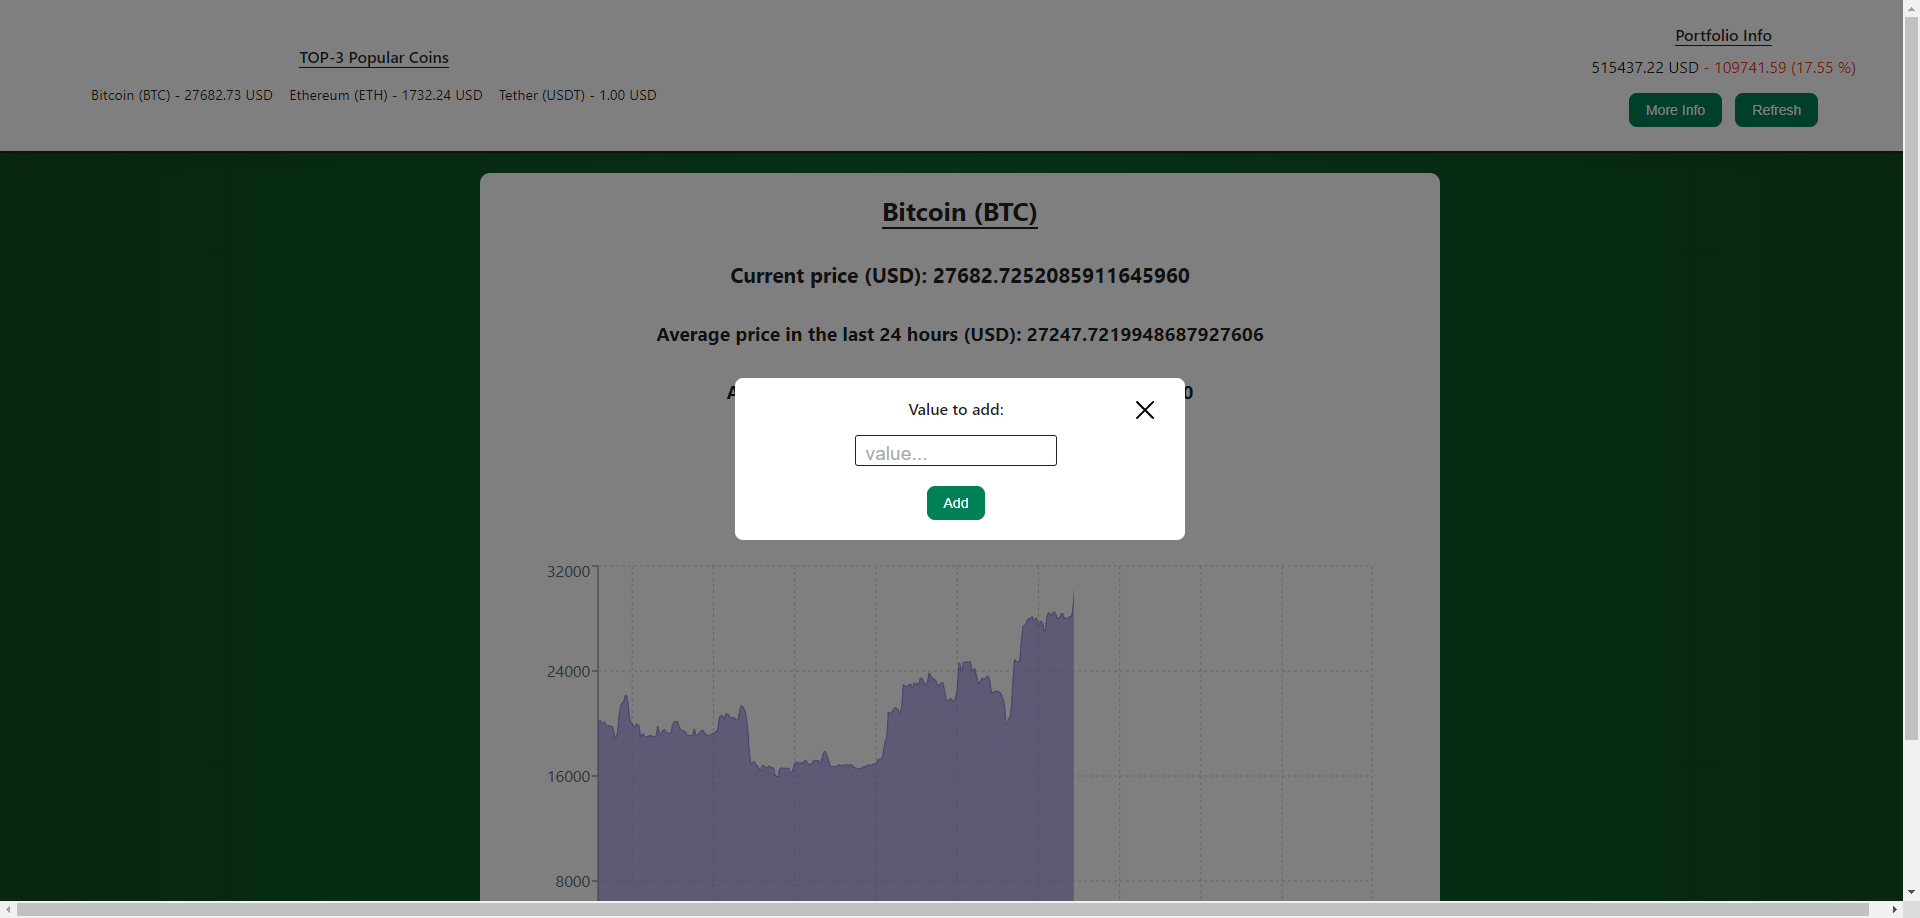 TOP-3 Popular Coins
Bitcoin (BTC) - 27682.73 USD Ethereum (ETH) - 1732.24 USD Tether (USDT) - 1.00 USD
Portfolio Info
515437.22 USD - 109741.59 (17.55 %)
More Info Refresh
Bitcoin (BTC)
Current price (USD): 27682.7252085911645960
Average price in the last 24 hours (USD): 27247.7219948687927606
Value to add:
value...
Add
32000
24000
16000
8000